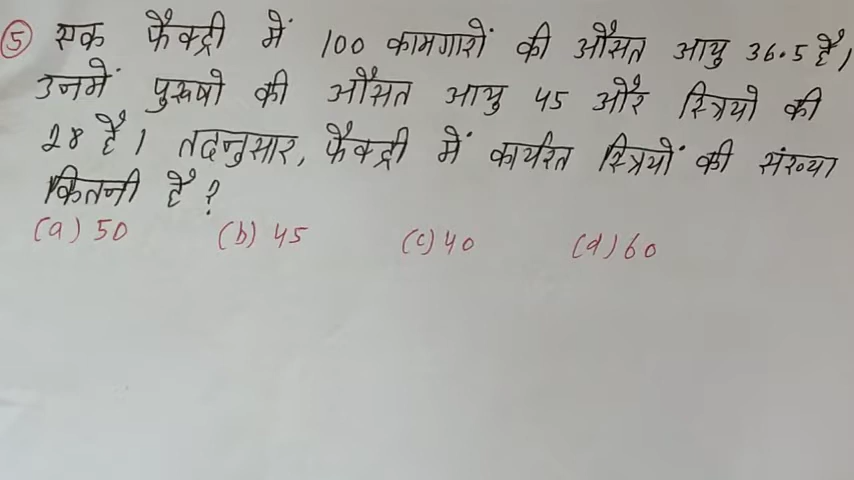 ⑤ एक फैक्ट्री में 100 कामगारों की औसत आयु 36.5 है।
उनमें पुरूषो की औसत आयु 45 और स्त्रियो की
28 है। तदनुसार, फैक्ट्री में कार्यरत स्त्रियों की संख्या
कितनी है?
(a) 50 (b) 45 (c) 40 (d) 60